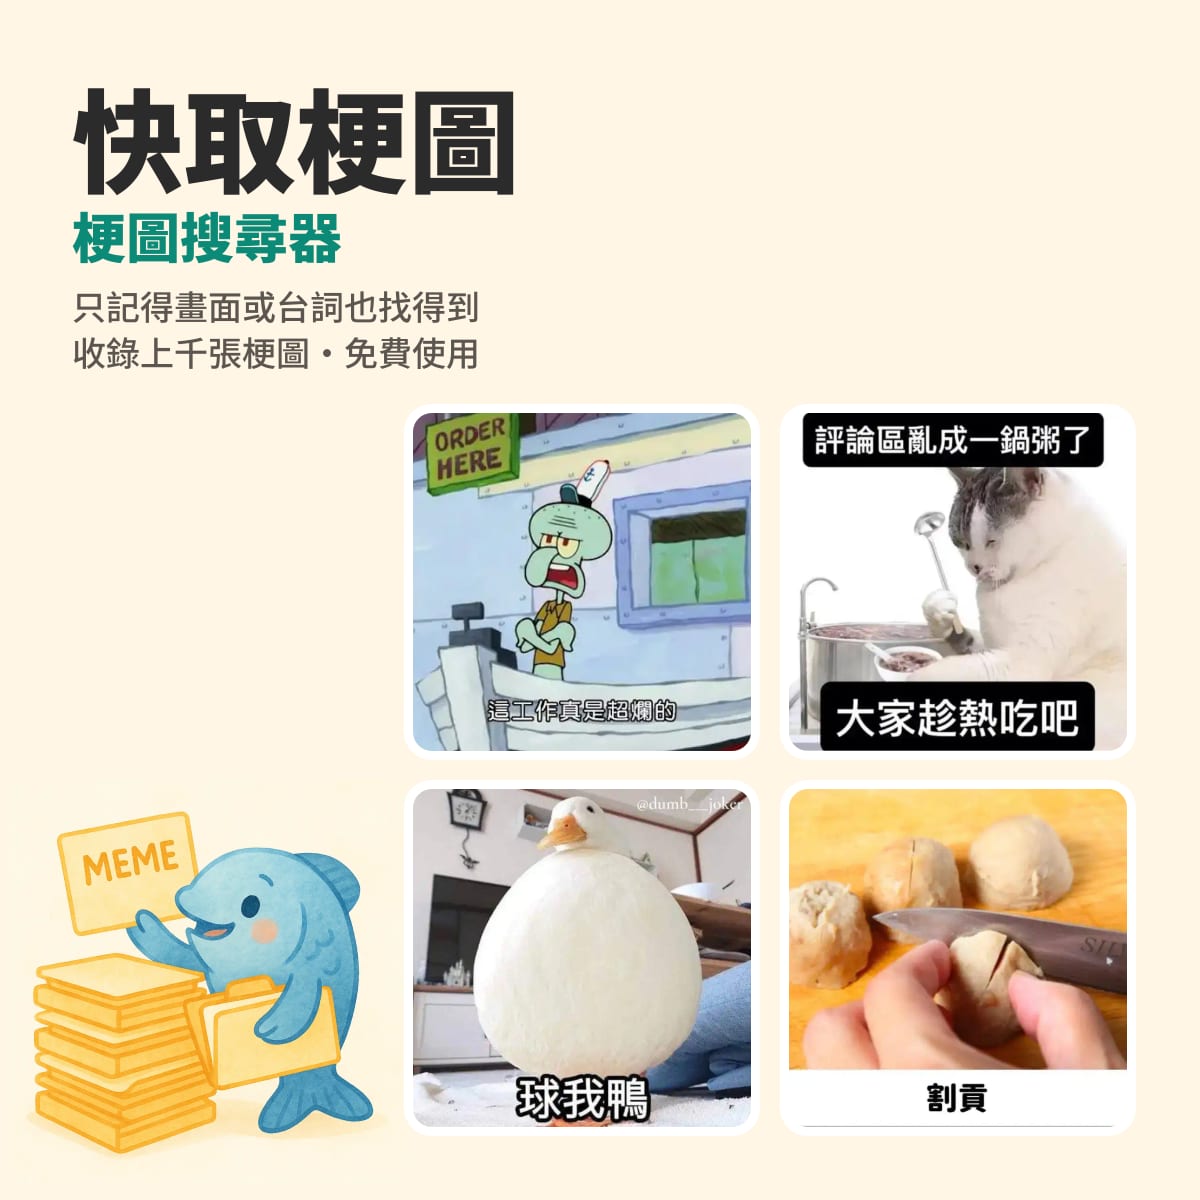 快取梗圖
梗圖搜尋器
只記得畫面或台詞也找得到
收錄上千張梗圖・免費使用
ORDER
HERE
這工作真是超爛的
評論區亂成一鍋粥了
大家趁熱吃吧
MEME
@dumb__joker
球我鴨
割貢